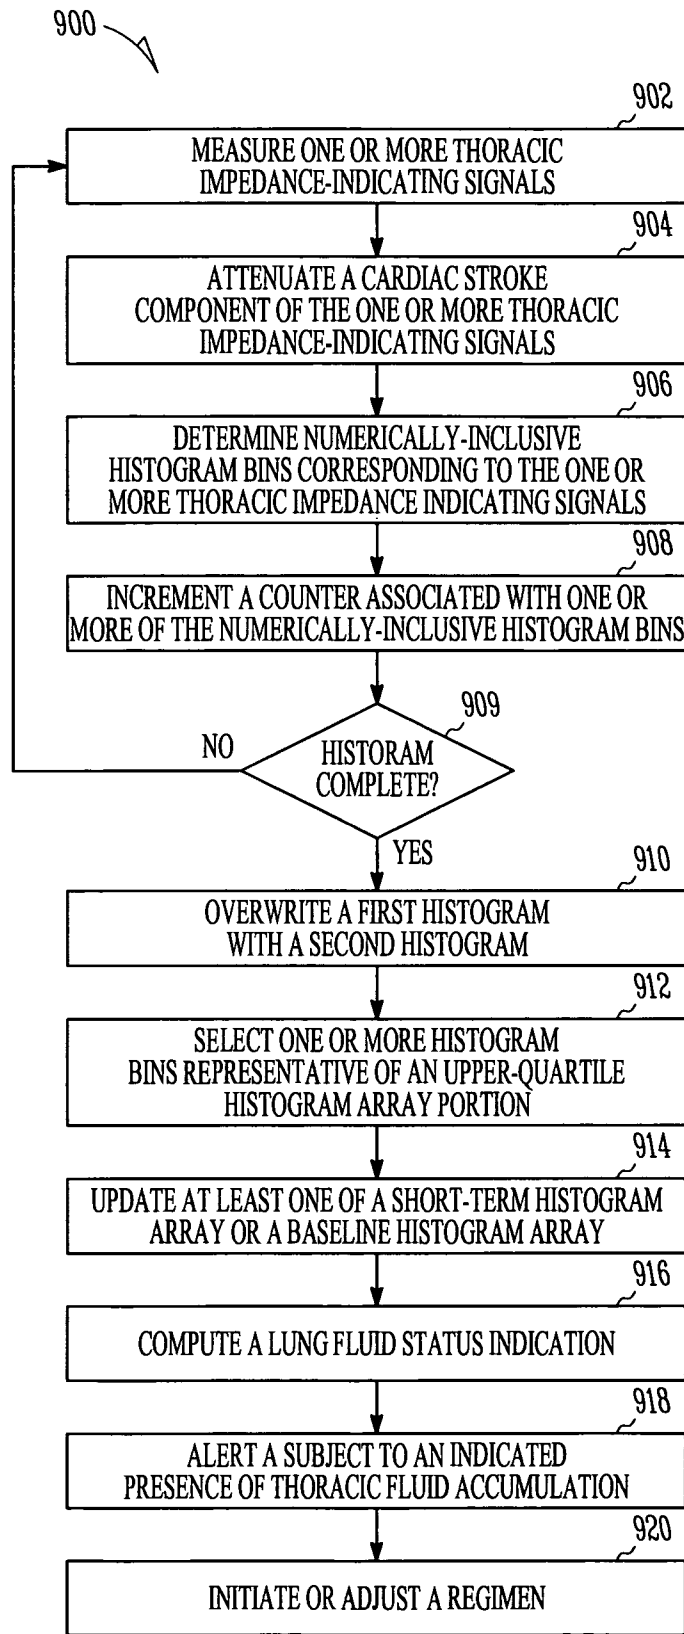 900
902
MEASURE ONE OR MORE THORACIC
IMPEDANCE-INDICATING SIGNALS
904
ATTENUATE A CARDIAC STROKE
COMPONENT OF THE ONE OR MORE THORACIC
IMPEDANCE-INDICATING SIGNALS
906
DETERMINE NUMERICALLY-INCLUSIVE
HISTOGRAM BINS CORRESPONDING TO THE ONE OR
MORE THORACIC IMPEDANCE INDICATING SIGNALS
908
INCREMENT A COUNTER ASSOCIATED WITH ONE OR
MORE OF THE NUMERICALLY-INCLUSIVE HISTOGRAM BINS
909
NO
HISTORAM
COMPLETE?
YES
910
OVERWRITE A FIRST HISTOGRAM
WITH A SECOND HISTOGRAM
912
SELECT ONE OR MORE HISTOGRAM
BINS REPRESENTATIVE OF AN UPPER-QUARTILE
HISTOGRAM ARRAY PORTION
914
UPDATE AT LEAST ONE OF A SHORT-TERM HISTOGRAM
ARRAY OR A BASELINE HISTOGRAM ARRAY
916
COMPUTE A LUNG FLUID STATUS INDICATION
918
ALERT A SUBJECT TO AN INDICATED
PRESENCE OF THORACIC FLUID ACCUMULATION
920
INITIATE OR ADJUST A REGIMEN